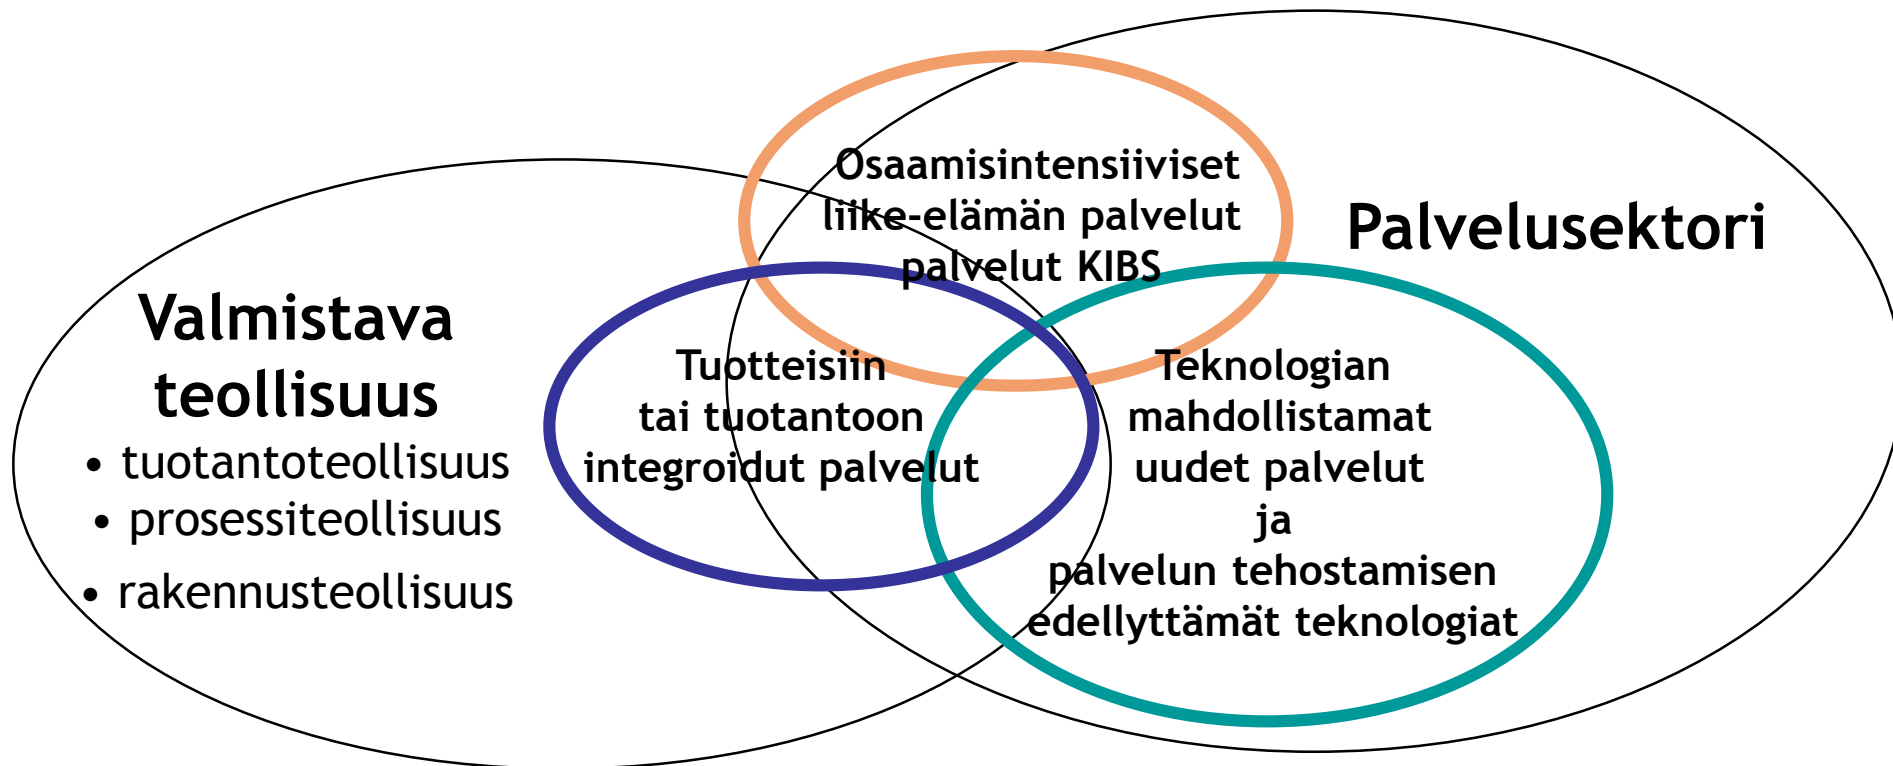 Osaamisintensiiviset
liike-elämän palvelut
palvelut KIBS
Palvelusektori
Valmistava
teollisuus
• tuotantoteollisuus
• prosessiteollisuus
• rakennusteollisuus
Tuotteisiin
tai tuotantoon
integroidut palvelut
Teknologian
mahdollistamat
uudet palvelut
ja
palvelun tehostamisen
edellyttämät teknologiat